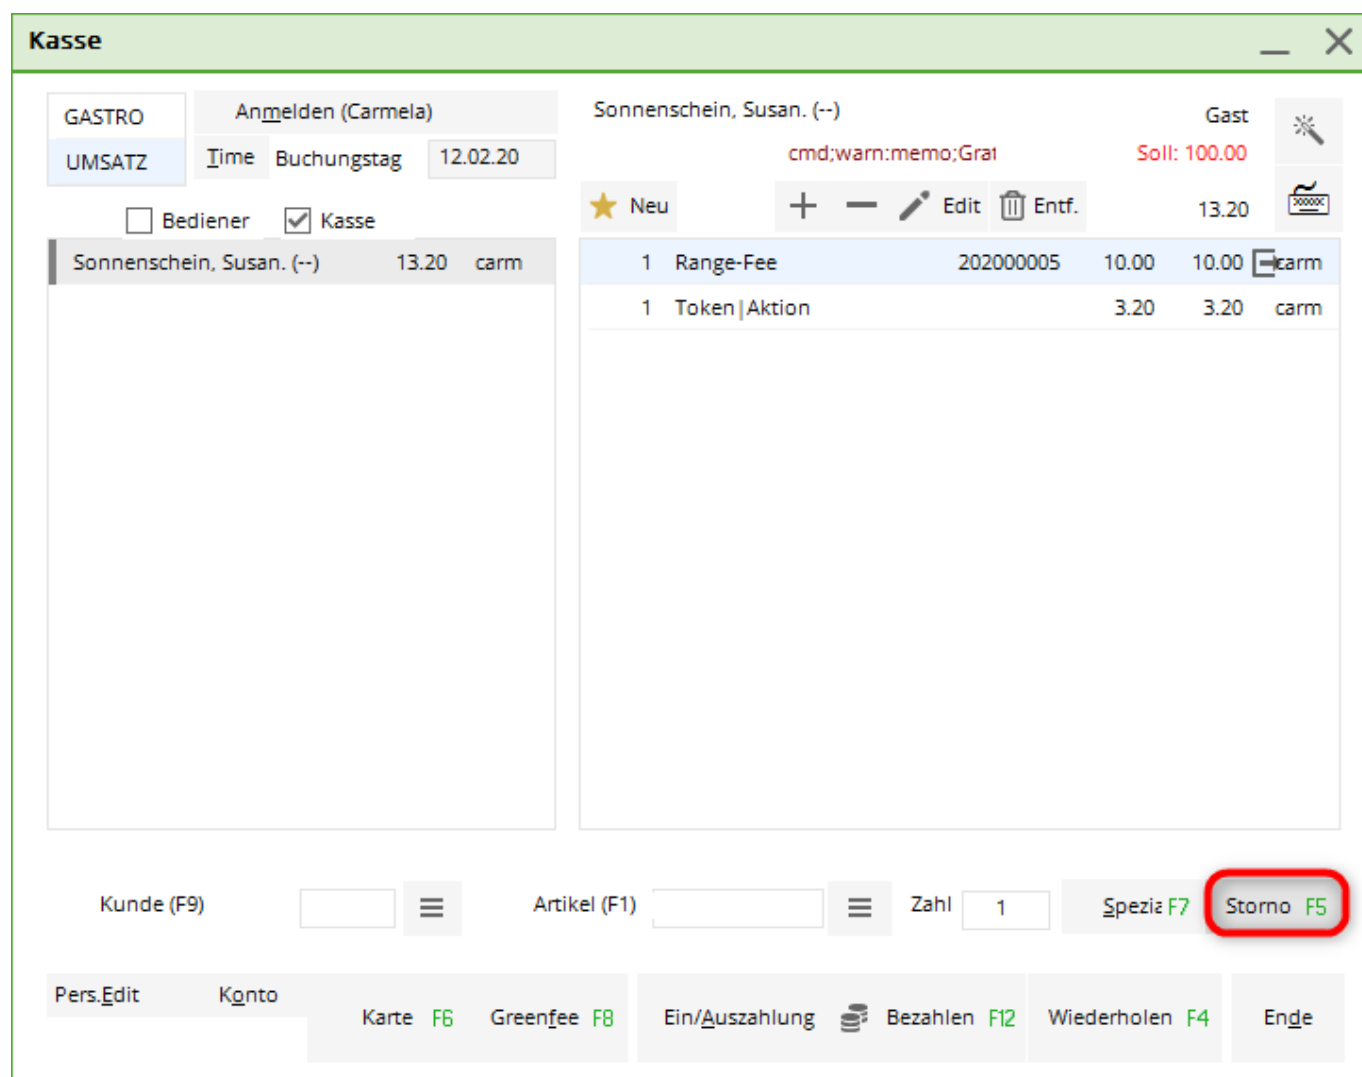 Kasse
GASTRO
UMSATZ
Anmelden (Carmela)
Time Buchungstag 12.02.20
Bediener Kasse
Sonnenschein, Susan. (--) 13.20 carm
Sonnenschein, Susan. (--) Gast
cmd;warn:memo;Grat Soll: 100.00
Neu Edit Entf. 13.20
1 Range-Fee 202000005 10.00 10.00 carm
1 Token|Aktion 3.20 3.20 carm
Kunde (F9) Artikel (F1) Zahl 1 Spezia F7 Storno F5
Pers.Edit Konto Karte F6 Greenfee F8 Ein/Auszahlung Bezahlen F12 Wiederholen F4 Ende